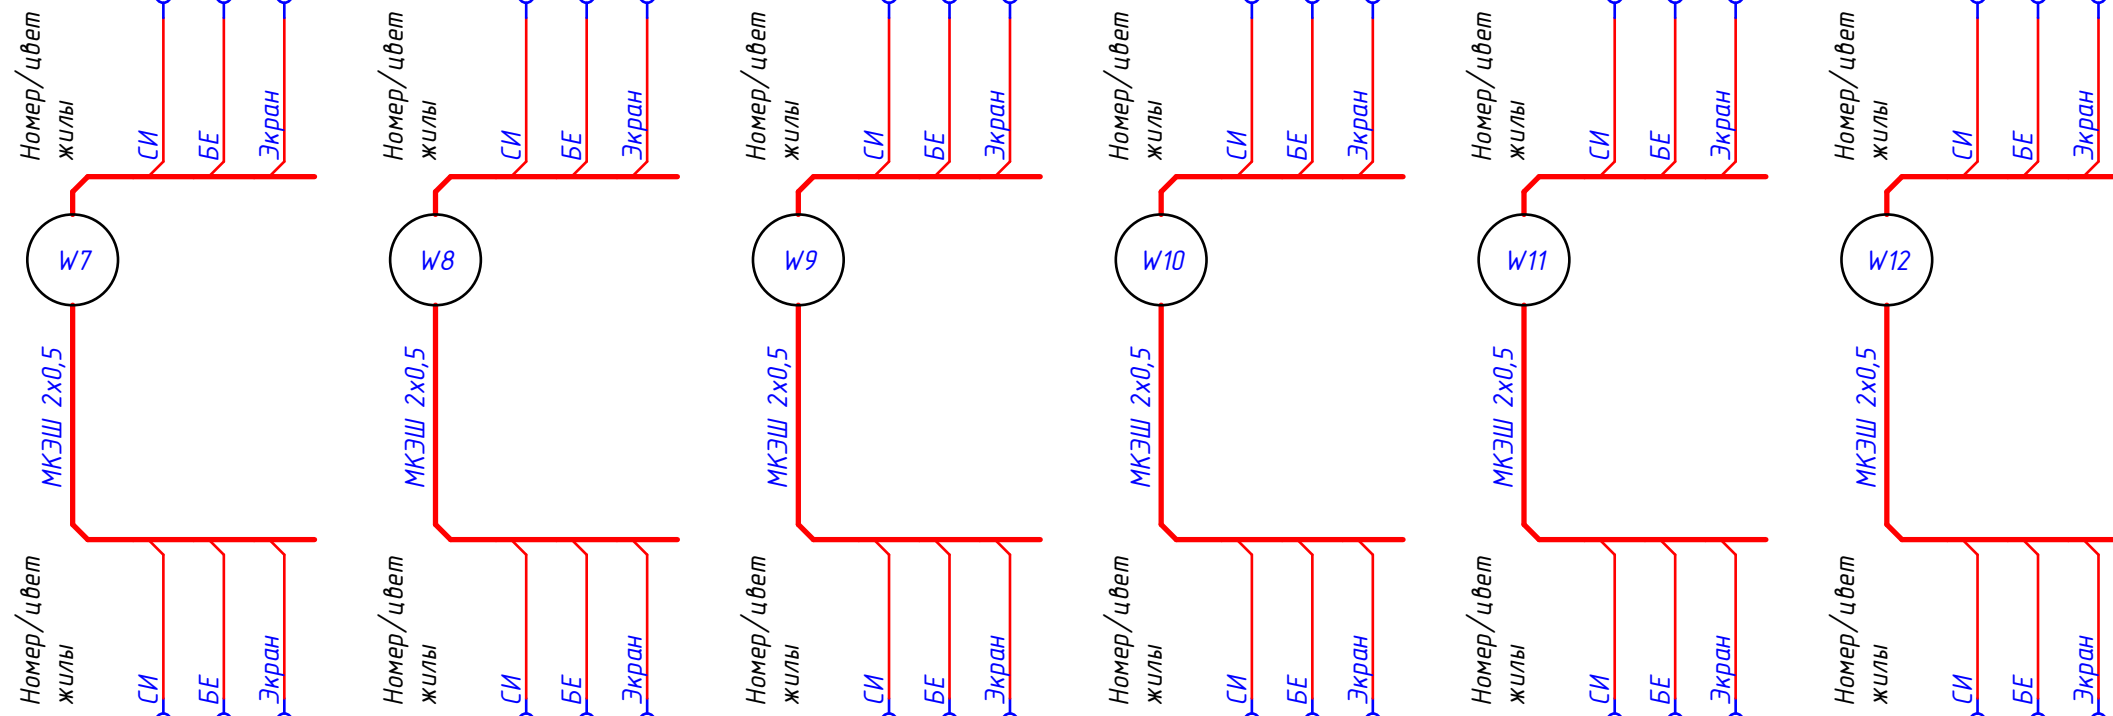 Номер/цвет
жилы
СИ
БЕ
Экран
Номер/цвет
жилы
СИ
БЕ
Экран
Номер/цвет
жилы
СИ
БЕ
Экран
Номер/цвет
жилы
СИ
БЕ
Экран
Номер/цвет
жилы
СИ
БЕ
Экран
Номер/цвет
жилы
СИ
БЕ
Экран
W7
W8
W9
W10
W11
W12
МКЭШ 2х0,5
МКЭШ 2х0,5
МКЭШ 2х0,5
МКЭШ 2х0,5
МКЭШ 2х0,5
МКЭШ 2х0,5
Номер/цвет
жилы
СИ
БЕ
Экран
Номер/цвет
жилы
СИ
БЕ
Экран
Номер/цвет
жилы
СИ
БЕ
Экран
Номер/цвет
жилы
СИ
БЕ
Экран
Номер/цвет
жилы
СИ
БЕ
Экран
Номер/цвет
жилы
СИ
БЕ
Экран